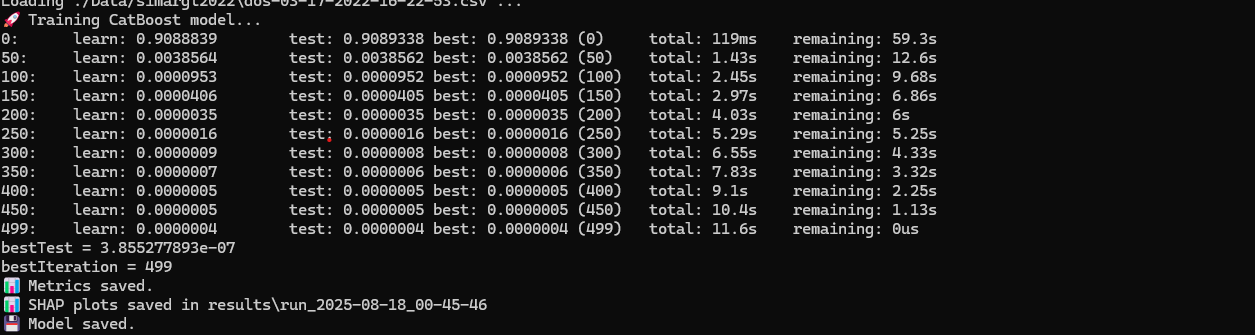 Loading ./Data/simargl2022\dos-03-17-2022-16-22-53.csv ...
🚀 Training CatBoost model...
0: learn: 0.9088839 test: 0.9089338 best: 0.9089338 (0) total: 119ms remaining: 59.3s
50: learn: 0.0038564 test: 0.0038562 best: 0.0038562 (50) total: 1.43s remaining: 12.6s
100: learn: 0.0000953 test: 0.0000952 best: 0.0000952 (100) total: 2.45s remaining: 9.68s
150: learn: 0.0000406 test: 0.0000405 best: 0.0000405 (150) total: 2.97s remaining: 6.86s
200: learn: 0.0000035 test: 0.0000035 best: 0.0000035 (200) total: 4.03s remaining: 6s
250: learn: 0.0000016 test: 0.0000016 best: 0.0000016 (250) total: 5.29s remaining: 5.25s
300: learn: 0.0000009 test: 0.0000008 best: 0.0000008 (300) total: 6.55s remaining: 4.33s
350: learn: 0.0000007 test: 0.0000006 best: 0.0000006 (350) total: 7.83s remaining: 3.32s
400: learn: 0.0000005 test: 0.0000005 best: 0.0000005 (400) total: 9.1s remaining: 2.25s
450: learn: 0.0000005 test: 0.0000005 best: 0.0000005 (450) total: 10.4s remaining: 1.13s
499: learn: 0.0000004 test: 0.0000004 best: 0.0000004 (499) total: 11.6s remaining: 0us
bestTest = 3.855277893e-07
bestIteration = 499
📊 Metrics saved.
📊 SHAP plots saved in results\run_2025-08-18_00-45-46
💾 Model saved.